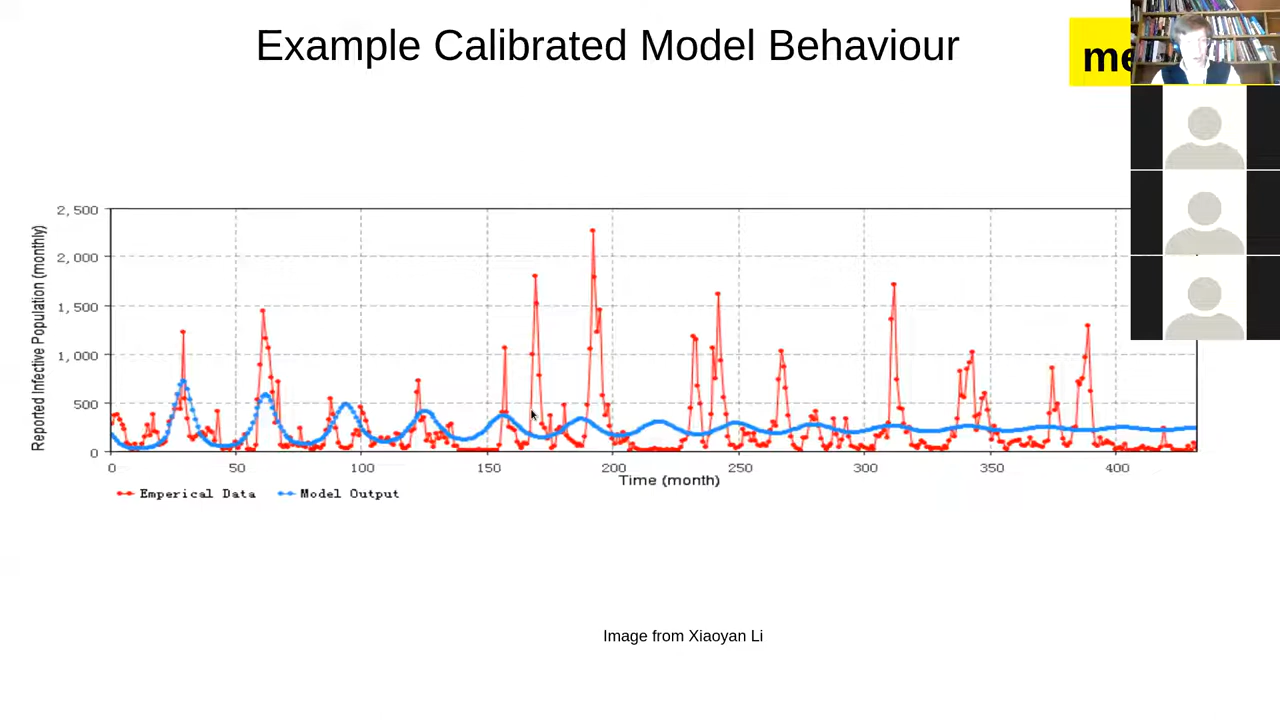 Example Calibrated Model Behaviour
me
Reported Infective Population (monthly)
2,500
2,000
1,500
1,000
500
0
0 50 100 150 200 250 300 350 400
Time (month)
Emperical Data Model Output
Image from Xiaoyan Li